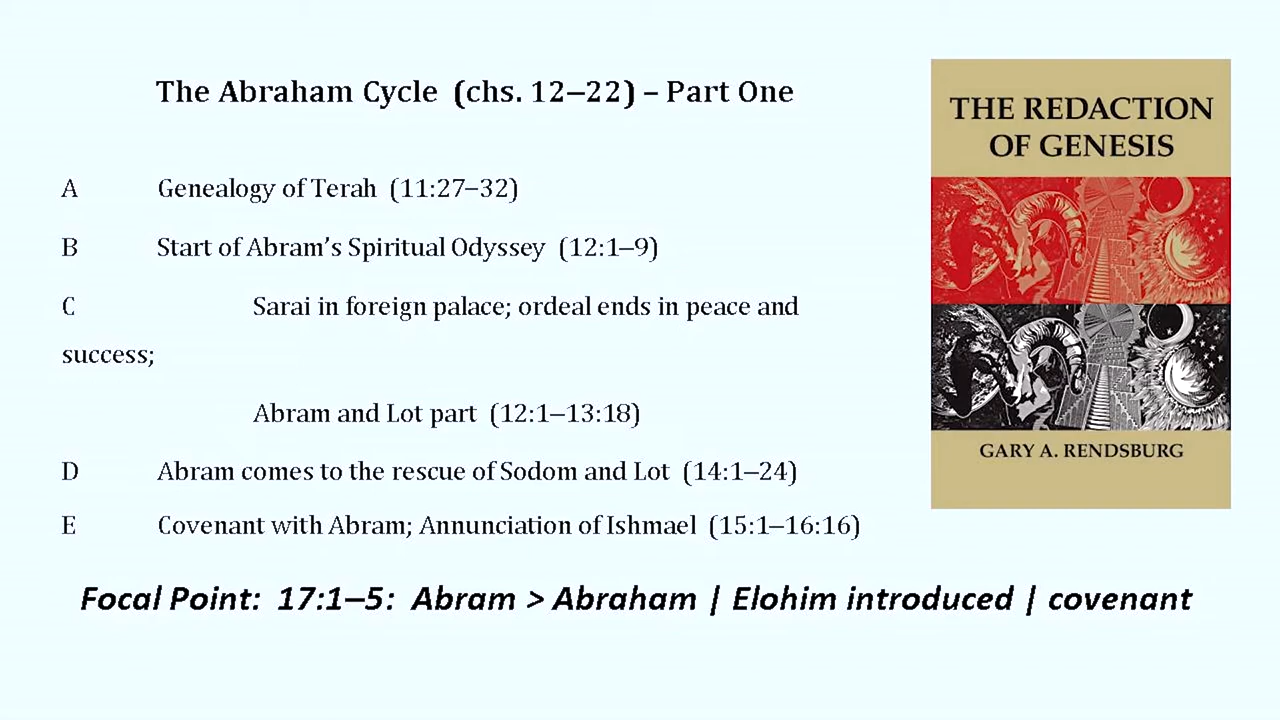 The Abraham Cycle (chs. 12–22) – Part One
A Genealogy of Terah (11:27–32)
B Start of Abram’s Spiritual Odyssey (12:1–9)
C Sarai in foreign palace; ordeal ends in peace and
success;
Abram and Lot part (12:1–13:18)
D Abram comes to the rescue of Sodom and Lot (14:1–24)
E Covenant with Abram; Annunciation of Ishmael (15:1–16:16)
Focal Point: 17:1–5: Abram > Abraham | Elohim introduced | covenant
THE REDACTION
OF GENESIS
GARY A. RENDSBURG